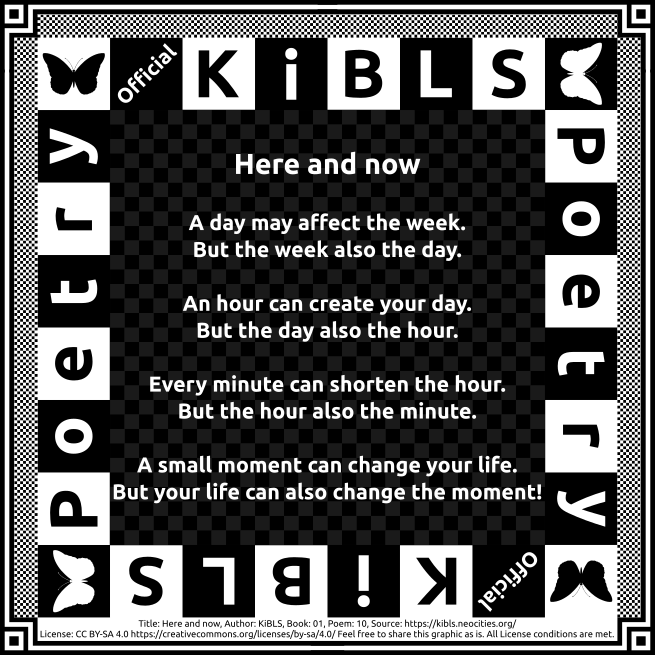 Official KiBLS
Poetry
Poetry
Here and now
A day may affect the week.
But the week also the day.
An hour can create your day.
But the day also the hour.
Every minute can shorten the hour.
But the hour also the minute.
A small moment can change your life.
But your life can also change the moment!
Official KiBLS
Title: Here and now, Author: KiBLS, Book: 01, Poem: 10, Source: https://kibls.neocities.org/
License: CC BY-SA 4.0 https://creativecommons.org/licenses/by-sa/4.0/ Feel free to share this graphic as is. All License conditions are met.